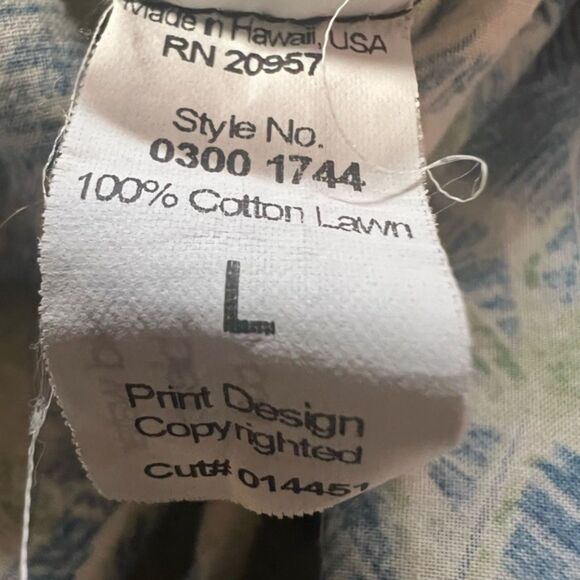 Made in Hawaii, USA
RN 20957
Style No.
0300 1744
100% Cotton Lawn
L
Print Design
Copyrighted
Cut# 014451